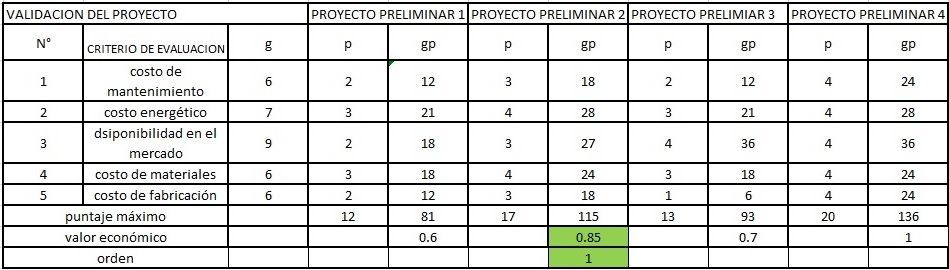 VALIDACION DEL PROYECTO PROYECTO PRELIMINAR 1 PROYECTO PRELIMINAR 2 PROYECTO PRELIMIAR 3 PROYECTO PRELIMINAR 4
N° CRITERIO DE EVALUACION g p gp p gp p gp p gp
1 costo de mantenimiento 6 2 12 3 18 2 12 4 24
2 costo energético 7 3 21 4 28 3 21 4 28
3 dsiponibilidad en el mercado 9 2 18 3 27 4 36 4 36
4 costo de materiales 6 3 18 4 24 3 18 4 24
5 costo de fabricación 6 2 12 3 18 1 6 4 24
puntaje máximo 12 81 17 115 13 93 20 136
valor económico 0.6 0.85 0.7 1
orden 1